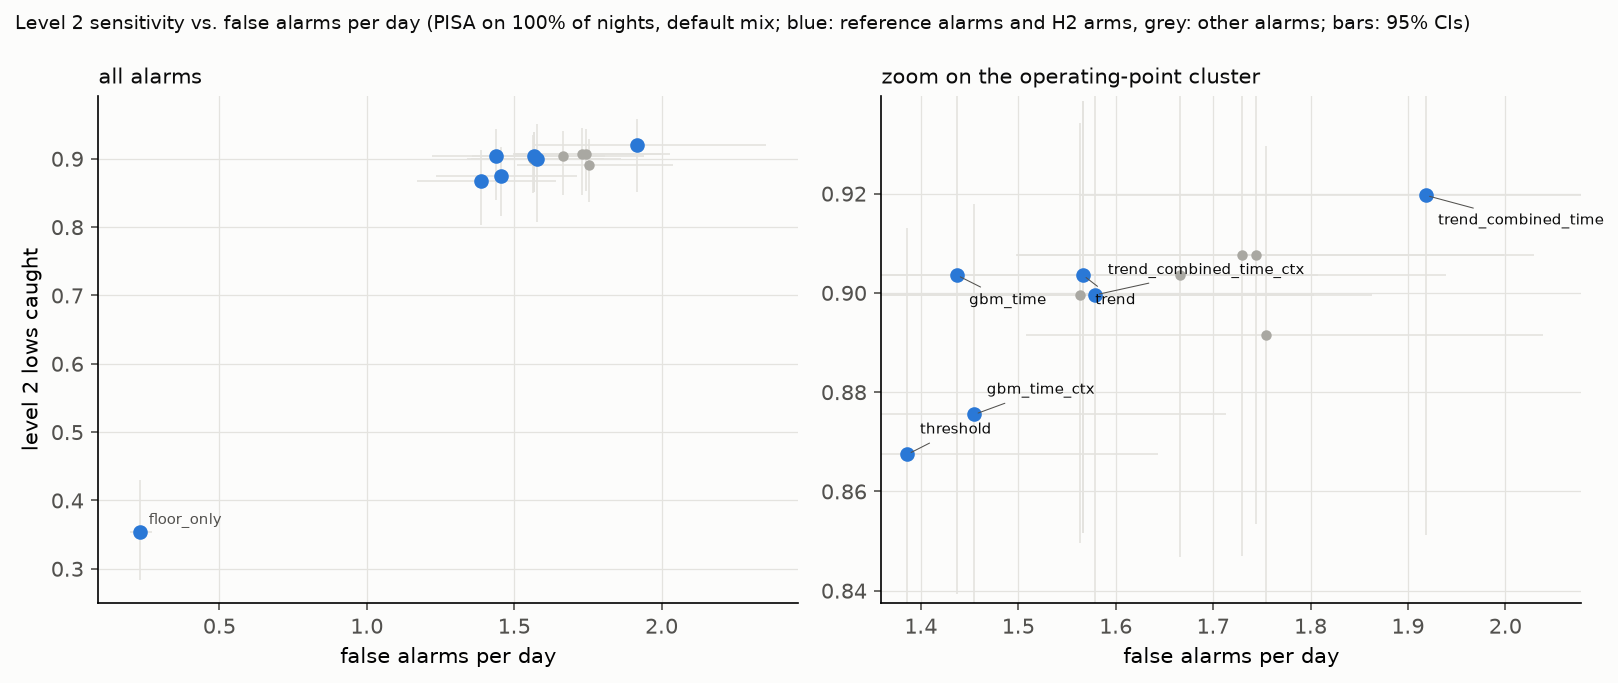 Level 2 sensitivity vs. false alarms per day (PISA on 100% of nights, default mix; blue: reference alarms and H2 arms, grey: other alarms; bars: 95% CIs)
all alarms
level 2 lows caught
0.9
0.8
0.7
0.6
0.5
0.4
0.3
floor_only
0.5
1.0
1.5
2.0
false alarms per day
zoom on the operating-point cluster
0.92
0.90
0.88
0.86
0.84
trend_combined_time
trend_combined_time_ctx
gbm_time
trend
gbm_time_ctx
threshold
1.4
1.5
1.6
1.7
1.8
1.9
2.0
false alarms per day